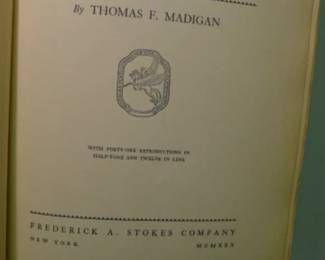 By THOMAS F. MADIGAN
WITH FORTY-ONE REPRODUCTIONS IN
HALF-TONE AND TWELVE IN LINE
FREDERICK A. STOKES COMPANY
NEW YORK MCMXXX